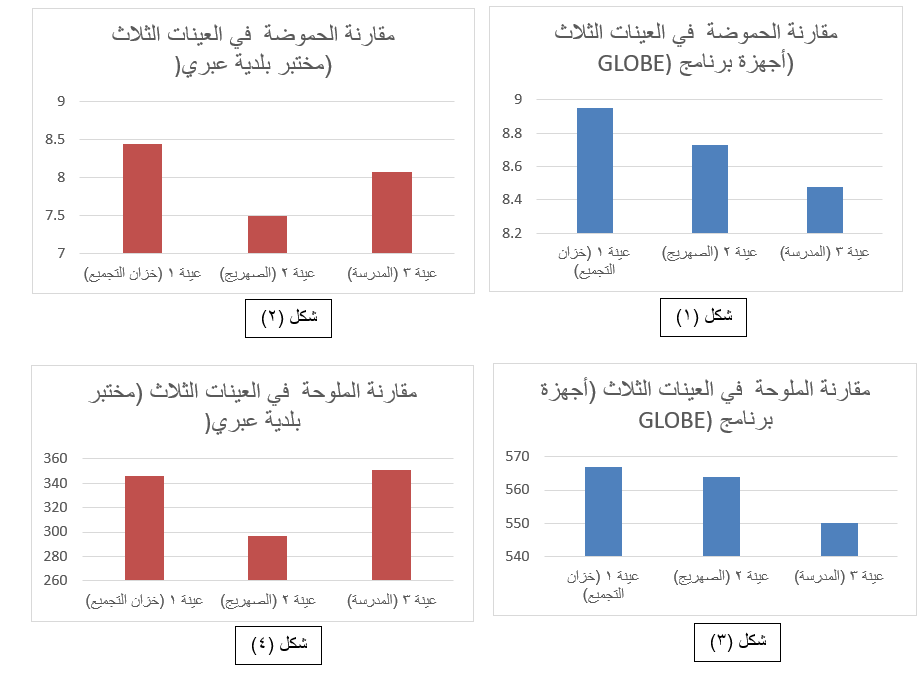 مقارنة الحموضة في العينات الثلاث
(أجهزة برنامج GLOBE)
9
8.8
8.6
8.4
8.2
عينة ١ (خزان
التجميع)
عينة ٢ (الصهريج)
عينة ٣ (المدرسة)
شكل (١)
مقارنة الحموضة في العينات الثلاث
(مختبر بلدية عبري(
9
8.5
8
7.5
7
عينة ١ (خزان التجميع)
عينة ٢ (الصهريج)
عينة ٣ (المدرسة)
شكل (٢)
مقارنة الملوحة في العينات الثلاث (أجهزة
برنامج GLOBE)
570
560
550
540
عينة ١ (خزان
التجميع)
عينة ٢ (الصهريج)
عينة ٣ (المدرسة)
شكل (٣)
مقارنة الملوحة في العينات الثلاث (مختبر
بلدية عبري(
360
340
320
300
280
260
عينة ١ (خزان التجميع)
عينة ٢ (الصهريج)
عينة ٣ (المدرسة)
شكل (٤)